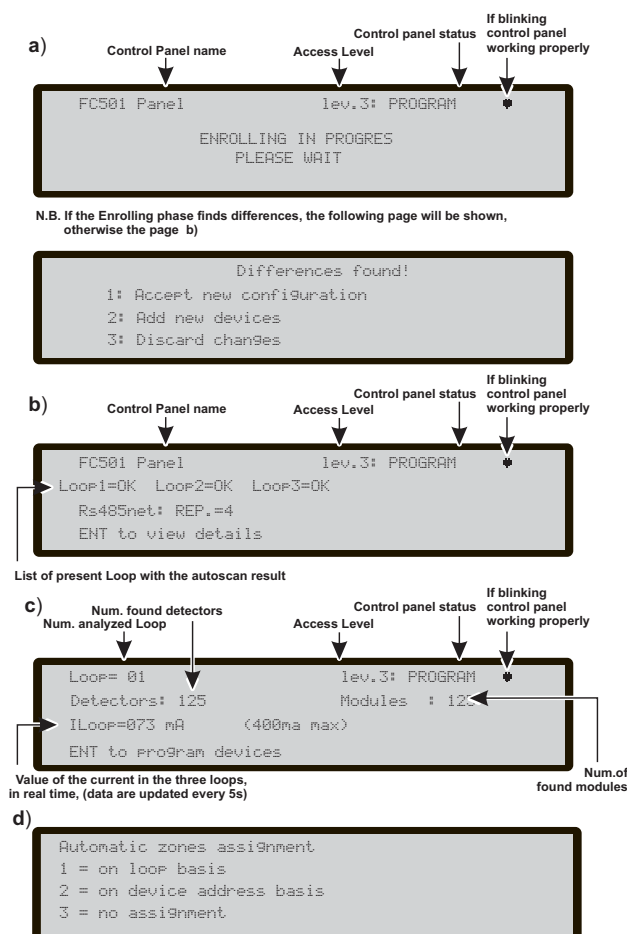 a)
Control Panel name
Access Level
Control panel status
If blinking
control panel
working properly
FC501 Panel lev.3: PROGRAM
ENROLLING IN PROGRES
PLEASE WAIT
N.B. If the Enrolling phase finds differences, the following page will be shown,
otherwise the page b)
Differences found!
1: Accept new configuration
2: Add new devices
3: Discard changes
b)
Control Panel name
Access Level
Control panel status
If blinking
control panel
working properly
FC501 Panel lev.3: PROGRAM
Loop1=OK Loop2=OK Loop3=OK
Rs485net: REP.=4
ENT to view details
List of present Loop with the autoscan result
c)
Num. analyzed Loop
Num. found detectors
Access Level
Control panel status
If blinking
control panel
working properly
Loop= 01 lev.3: PROGRAM
Detectors: 125 Modules :
ILoop=073 mA (400ma max)
ENT to program devices
Value of the current in the three loops,
in real time, (data are updated every 5s)
Num.of
found modules
d)
Automatic zones assignment
1 = on loop basis
2 = on device address basis
3 = no assignment